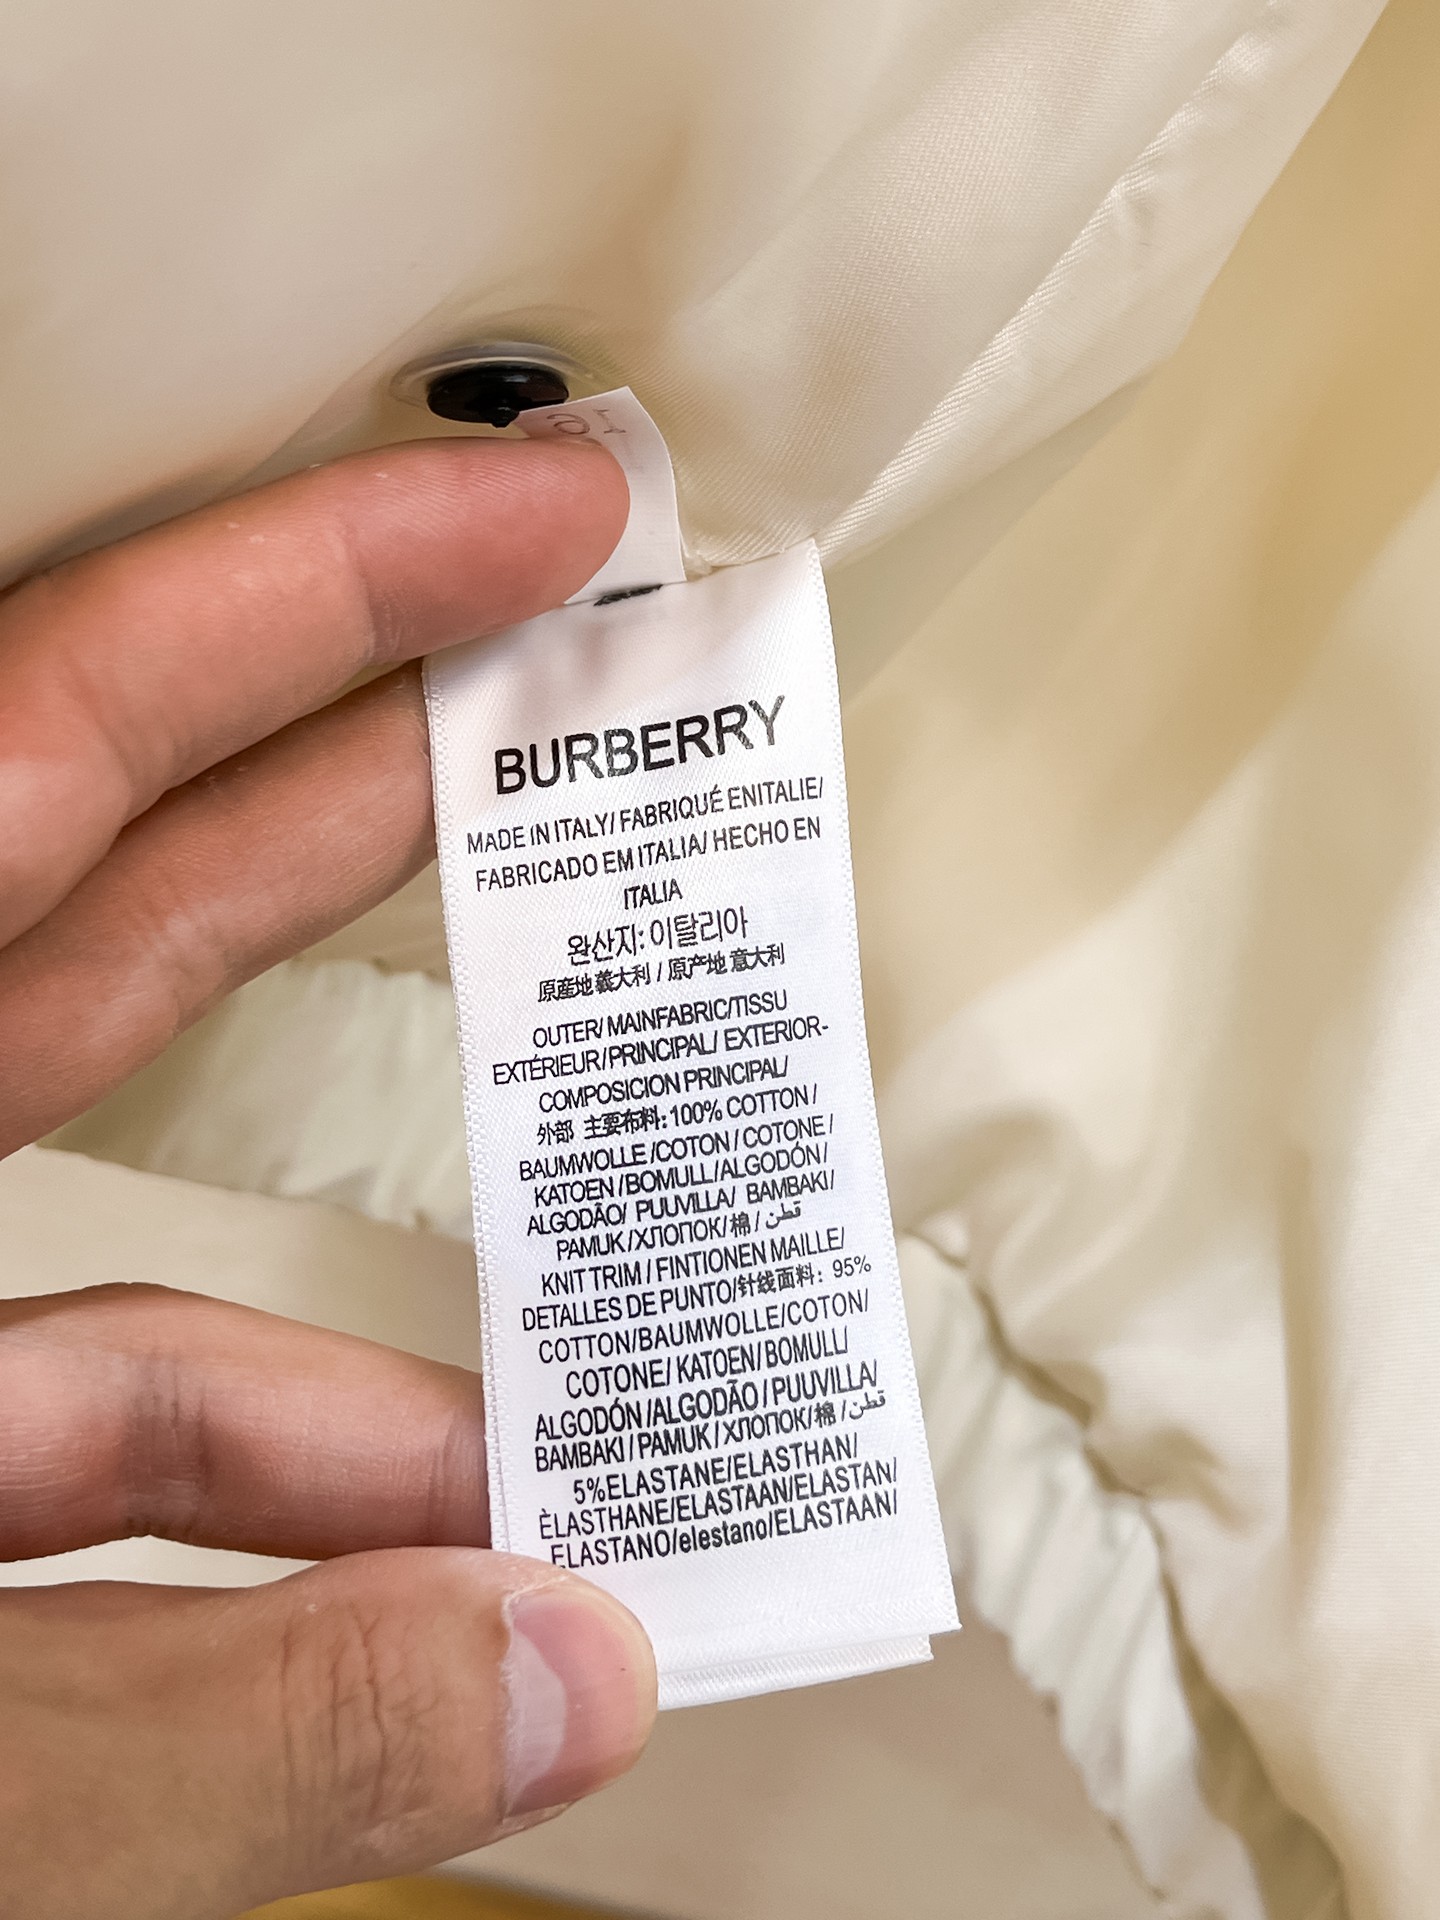 BURBERRY
MADE IN ITALY/ FABRIQUÉ ENITALIE/
FABRICADO EM ITALIA/ HECHO EN
ITALIA
완산지: 이탈리아
原産地義大利 / 原产地 意大利
OUTER/ MAINFABRIC/TISSU
EXTÉRIEUR/PRINCIPAL/ EXTERIOR-
COMPOSICION PRINCIPAL/
外部 主要布料: 100% COTTON /
BAUMWOLLE /COTON / COTONE /
KATOEN / BOMULL/ALGODÓN/
ALGODÃO/ PUUVILLA/ BAMBAKI/
PAMUK /ХЛОПОК/棉 / قطن
KNIT TRIM / FINTIONEN MAILLE/
DETALLES DE PUNTO/针线面料: 95%
COTTON/BAUMWOLLE/COTON/
COTONE/ KATOEN/ BOMULL/
ALGODÓN /ALGODÃO / PUUVILLA/
BAMBAKI / PAMUK / ХЛОПОК/棉 / قطن
5%ELASTANE/ELASTHAN/
ÈLASTHANE/ELASTAAN/ELASTAN/
ELASTANO/elestano/ELASTAAN/